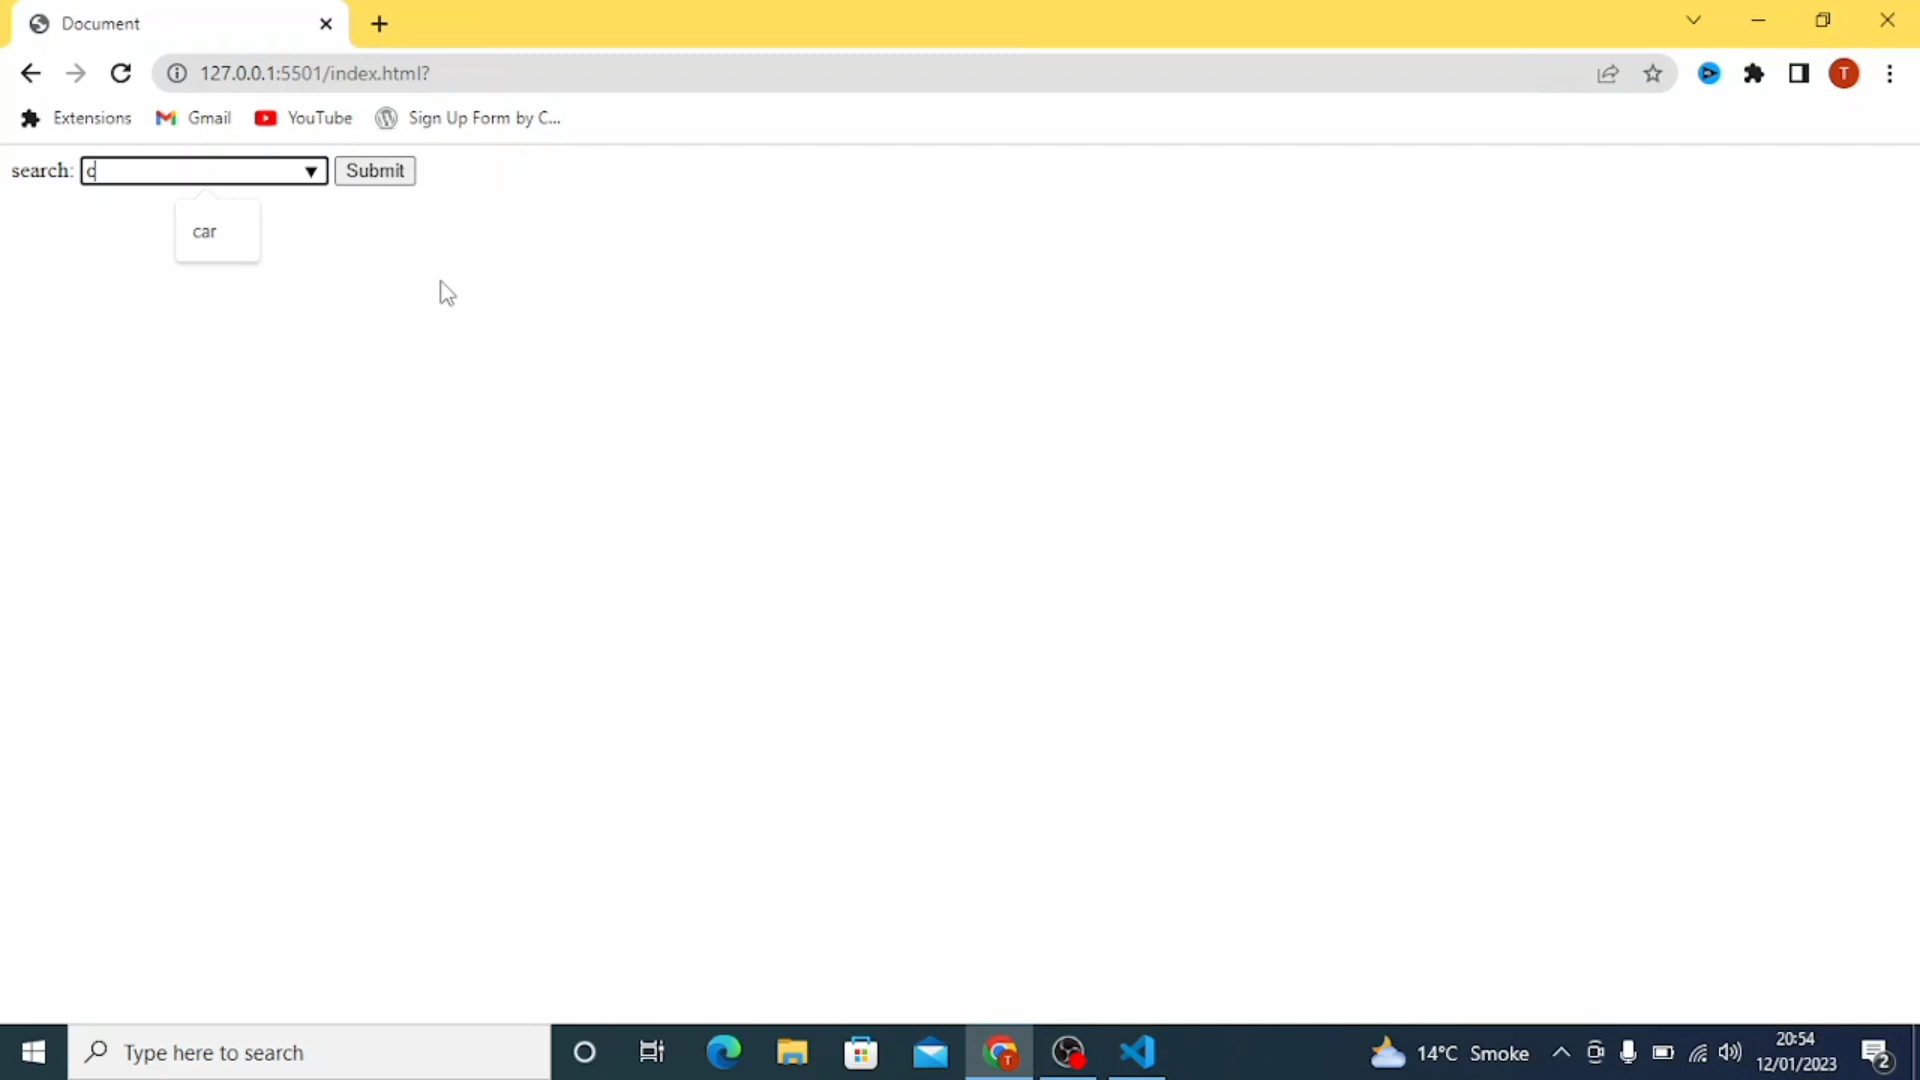 Document
127.0.0.1:5501/index.html?
T
Extensions
Gmail
YouTube
Sign Up Form by C...
search: c
Submit
car
Type here to search
T
14°C Smoke
20:54
12/01/2023
2